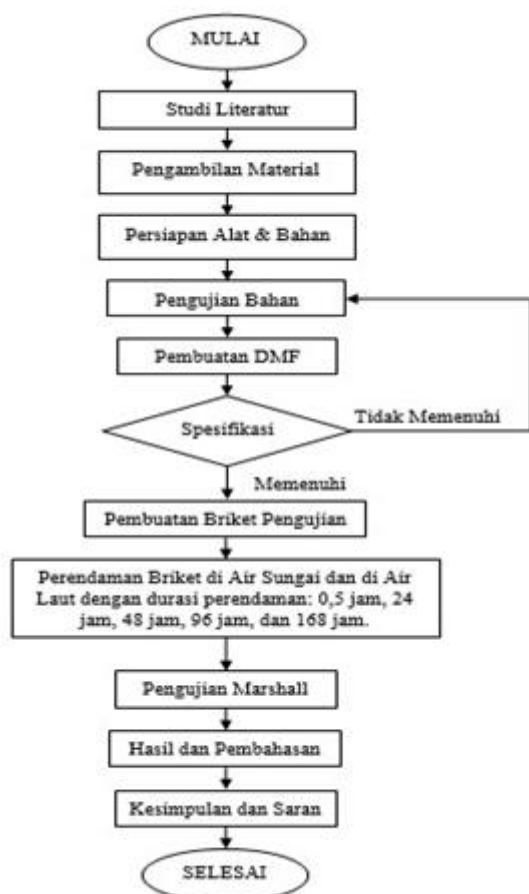 MULAI
Studi Literatur
Pengambilan Material
Persiapan Alat & Bahan
Pengujian Bahan
Pembuatan DMF
Spesifikasi
Tidak Memenuhi
Memenuhi
Pembuatan Briket Pengujian
Perendaman Briket di Air Sungai dan di Air
Laut dengan durasi perendaman: 0,5 jam, 24
jam, 48 jam, 96 jam, dan 168 jam.
Pengujian Marshall
Hasil dan Pembahasan
Kesimpulan dan Saran
SELESAI